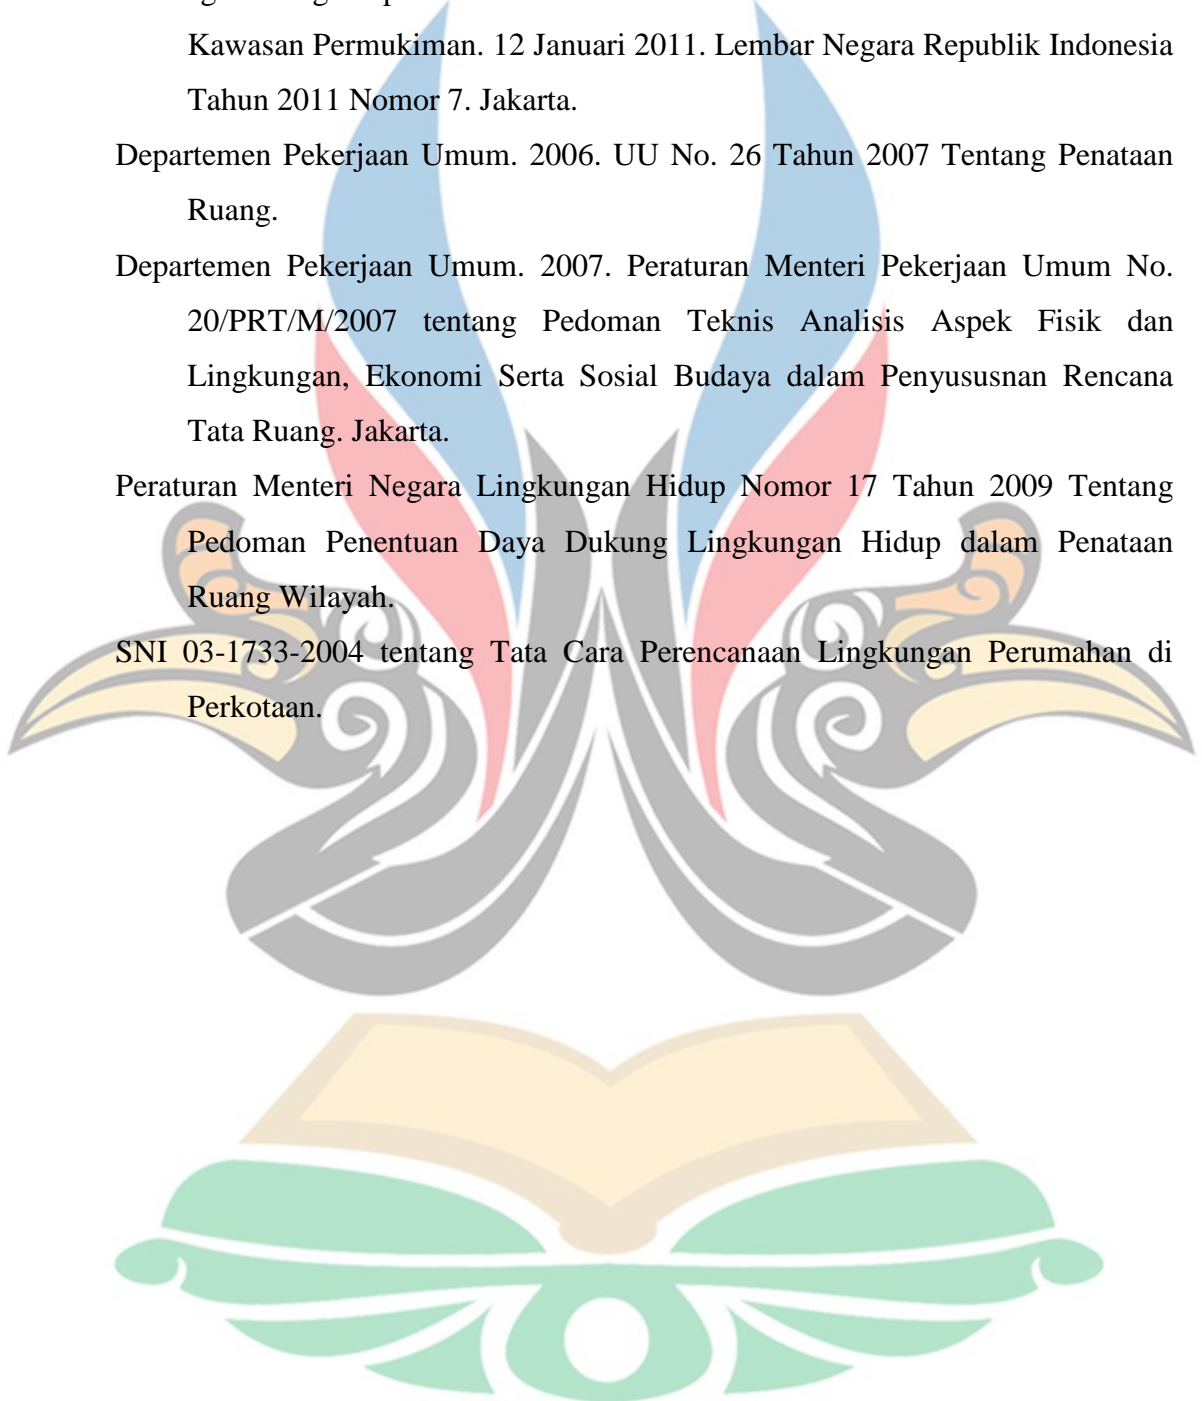 Kawasan Permukiman. 12 Januari 2011. Lembar Negara Republik Indonesia
Tahun 2011 Nomor 7. Jakarta.
Departemen Pekerjaan Umum. 2006. UU No. 26 Tahun 2007 Tentang Penataan
Ruang.
Departemen Pekerjaan Umum. 2007. Peraturan Menteri Pekerjaan Umum No.
20/PRT/M/2007 tentang Pedoman Teknis Analisis Aspek Fisik dan
Lingkungan, Ekonomi Serta Sosial Budaya dalam Penyususnan Rencana
Tata Ruang. Jakarta.
Peraturan Menteri Negara Lingkungan Hidup Nomor 17 Tahun 2009 Tentang
Pedoman Penentuan Daya Dukung Lingkungan Hidup dalam Penataan
Ruang Wilayah.
SNI 03-1733-2004 tentang Tata Cara Perencanaan Lingkungan Perumahan di
Perkotaan.